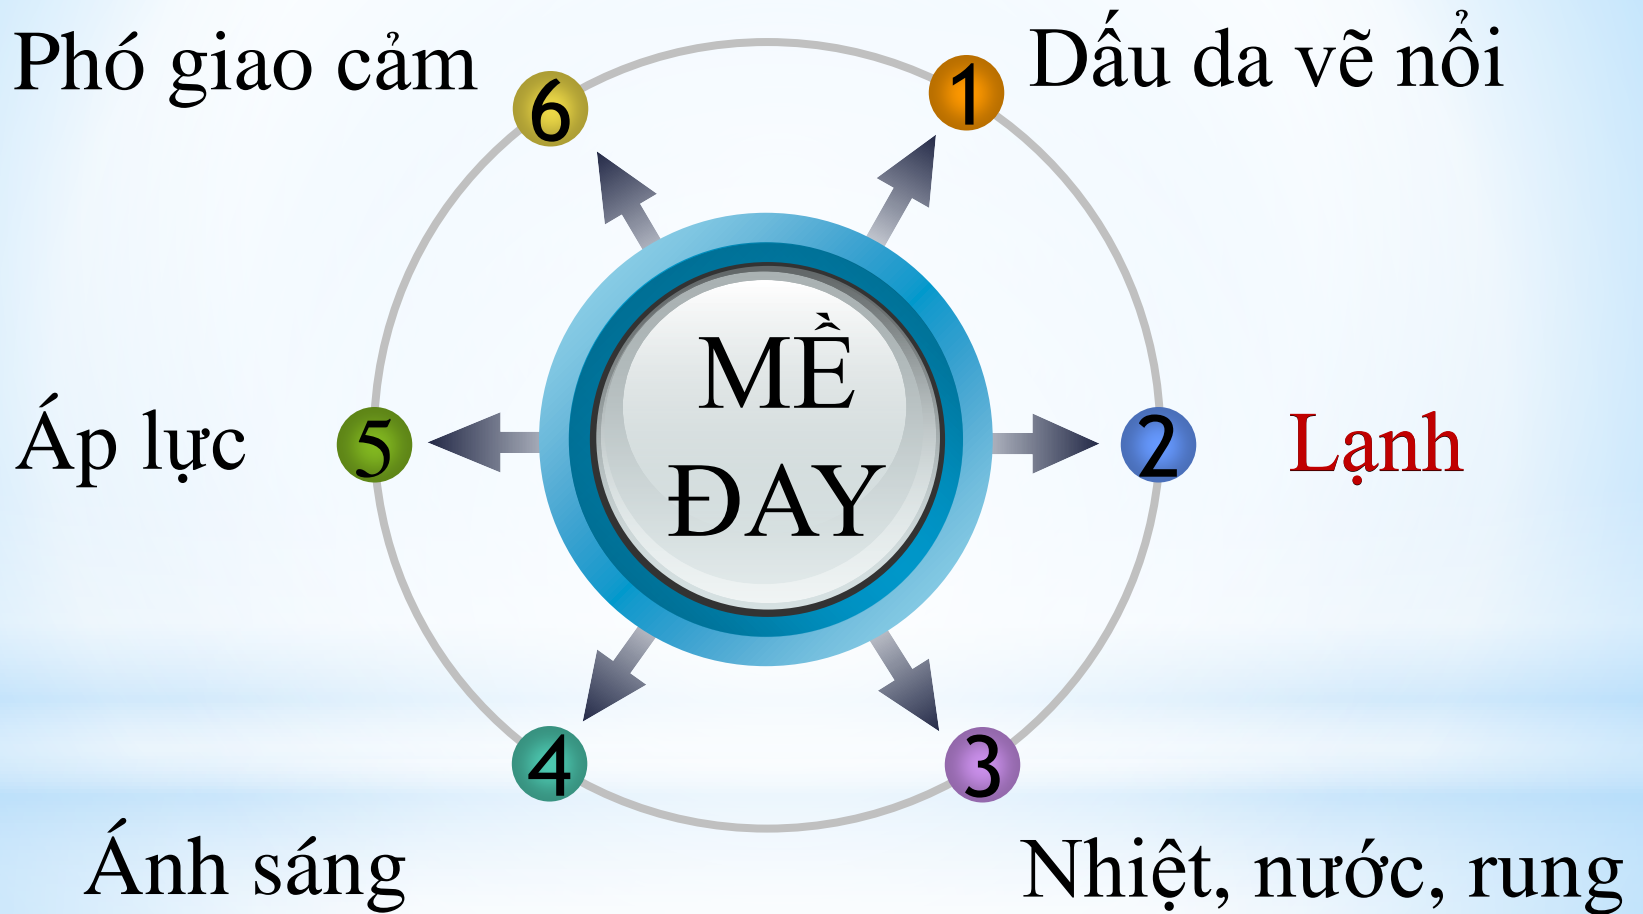 Phó giao cảm
6
1
Dấu da vẽ nổi
MỀ
ĐAY
Áp lực
5
2
Lạnh
4
3
Ánh sáng
Nhiệt, nước, rung